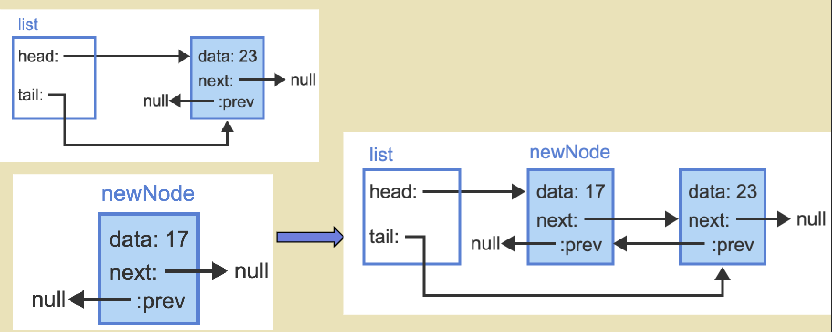 list
head:
data: 23
next:
null
tail:
null
:prev
newNode
data: 17
next:
null
null
:prev
list
newNode
head:
data: 17
data: 23
next:
next:
null
tail:
null
:prev
:prev